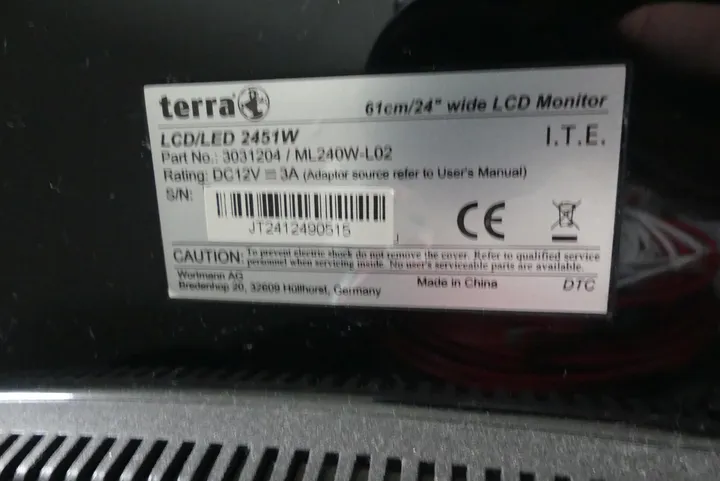 terra
61cm/24" wide LCD Monitor
LCD/LED 2451W
I.T.E.
Part No.: 3031204 / ML240W-L02
Rating: DC12V ⎓ 3A (Adaptor source refer to User's Manual)
S/N:
JT2412490515
CE
CAUTION: To prevent electric shock do not remove the cover. Refer to qualified service
personnel when servicing inside. No user's serviceable parts are available.
Wortmann AG
Bredenhop 20, 32609 Hüllhorst, Germany
Made in China
DTC